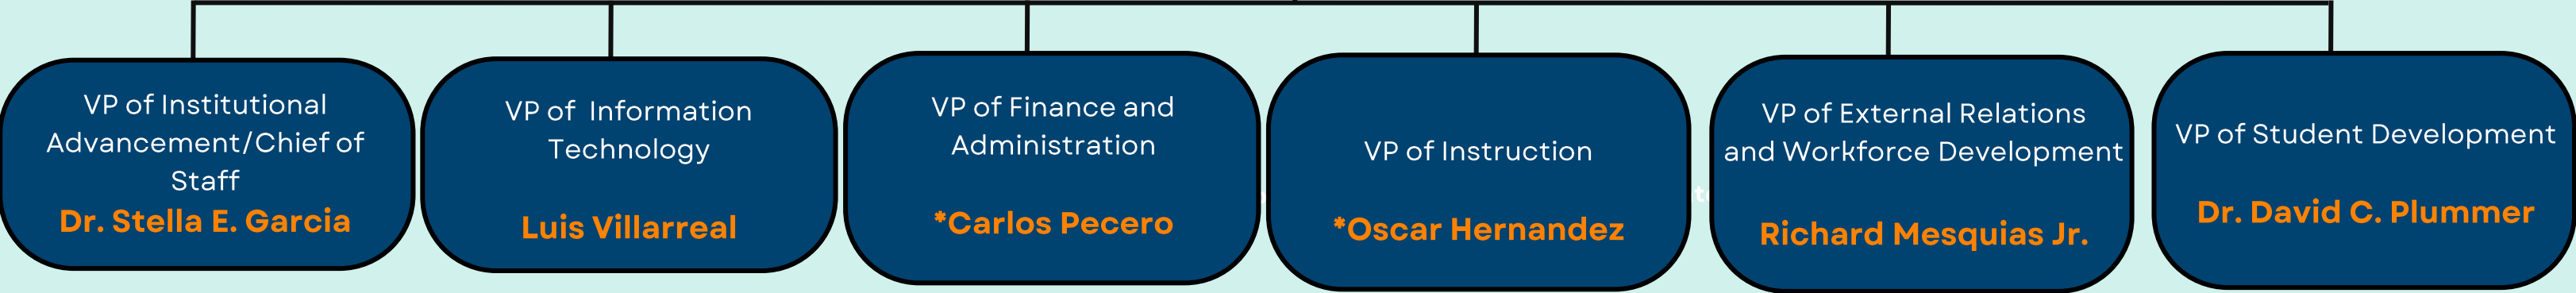 VP of Institutional
Advancement/Chief of
Staff
Dr. Stella E. Garcia
VP of  Information
Technology
Luis Villarreal
VP of Finance and
Administration
*Carlos Pecero
VP of Instruction
*Oscar Hernandez
VP of External Relations
and Workforce Development
Richard Mesquias Jr.
VP of Student Development
Dr. David C. Plummer